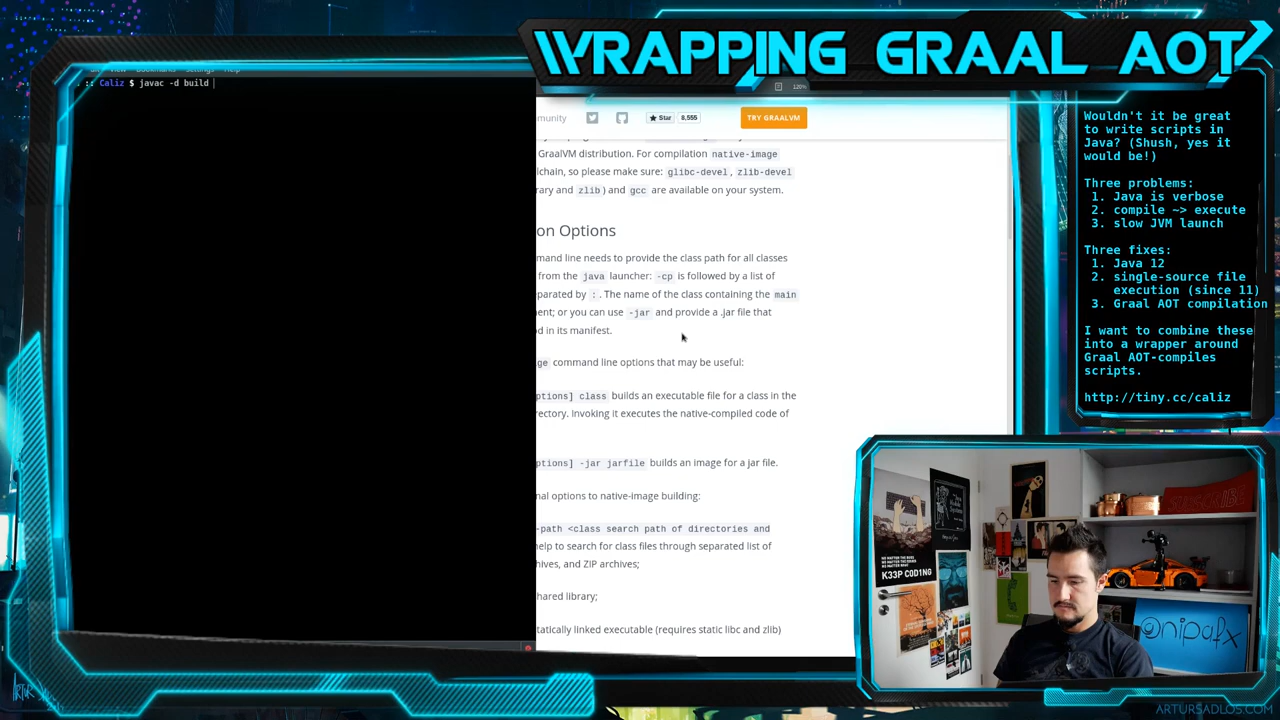 WRAPPING GRAAL AOT
:: Caliz $ javac -d build
120%
munity
Star
8,555
TRY GRAALVM
GraalVM distribution. For compilation native-image
lchain, so please make sure: glibc-devel, zlib-devel
rary and zlib) and gcc are available on your system.
on Options
mand line needs to provide the class path for all classes
from the java launcher: -cp is followed by a list of
eparated by :. The name of the class containing the main
ent; or you can use -jar and provide a .jar file that
od in its manifest.
ge command line options that may be useful:
ptions] class builds an executable file for a class in the
rectory. Invoking it executes the native-compiled code of
ptions] -jar jarfile builds an image for a jar file.
nal options to native-image building:
-path <class search path of directories and
help to search for class files through separated list of
hives, and ZIP archives;
hared library;
tatically linked executable (requires static libc and zlib)
Wouldn't it be great
to write scripts in
Java? (Shush, yes it
would be!)
Three problems:
1. Java is verbose
2. compile ~> execute
3. slow JVM launch
Three fixes:
1. Java 12
2. single-source file
execution (since 11)
3. Graal AOT compilation
I want to combine these
into a wrapper around
Graal AOT-compiles
scripts.
http://tiny.cc/caliz
K33P C0D1NG
ARTURSADLOS.COM